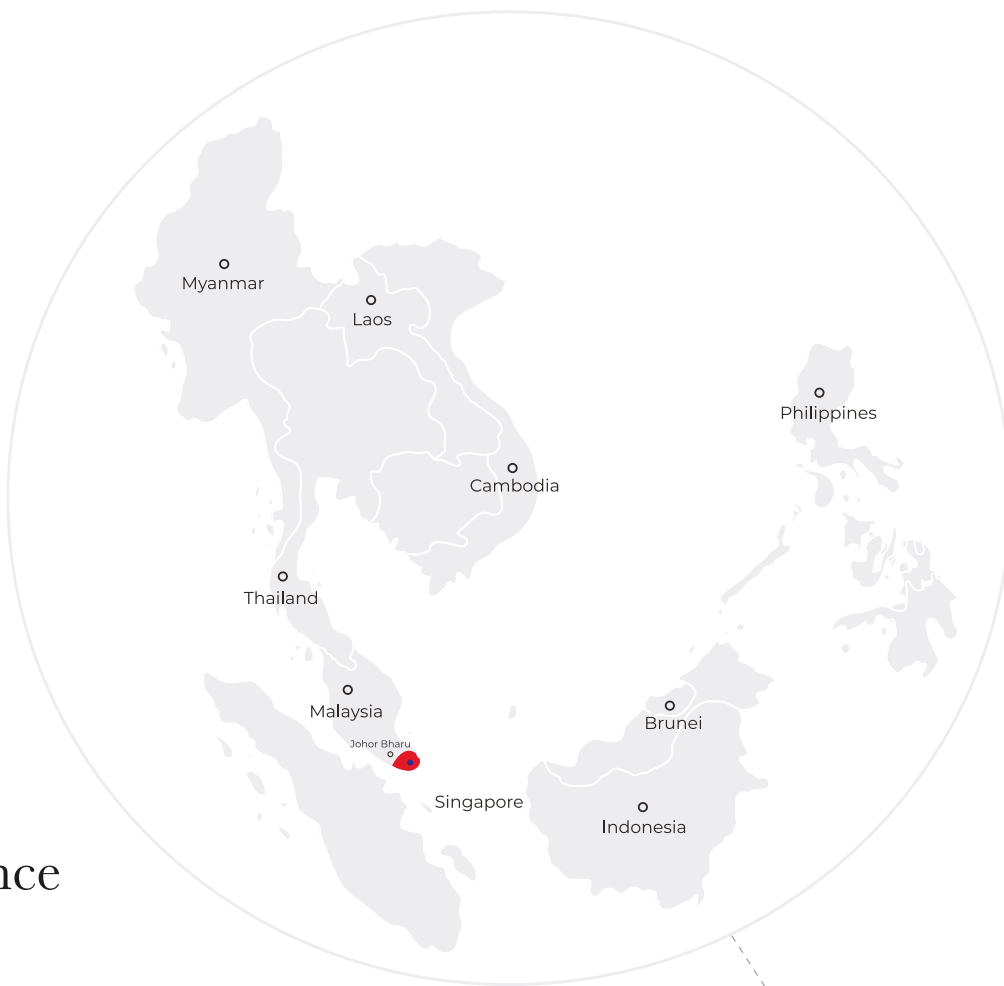 Myanmar
Laos
Philippines
Cambodia
Thailand
Malaysia
Brunei
Johor Bharu
Singapore
Indonesia
nce